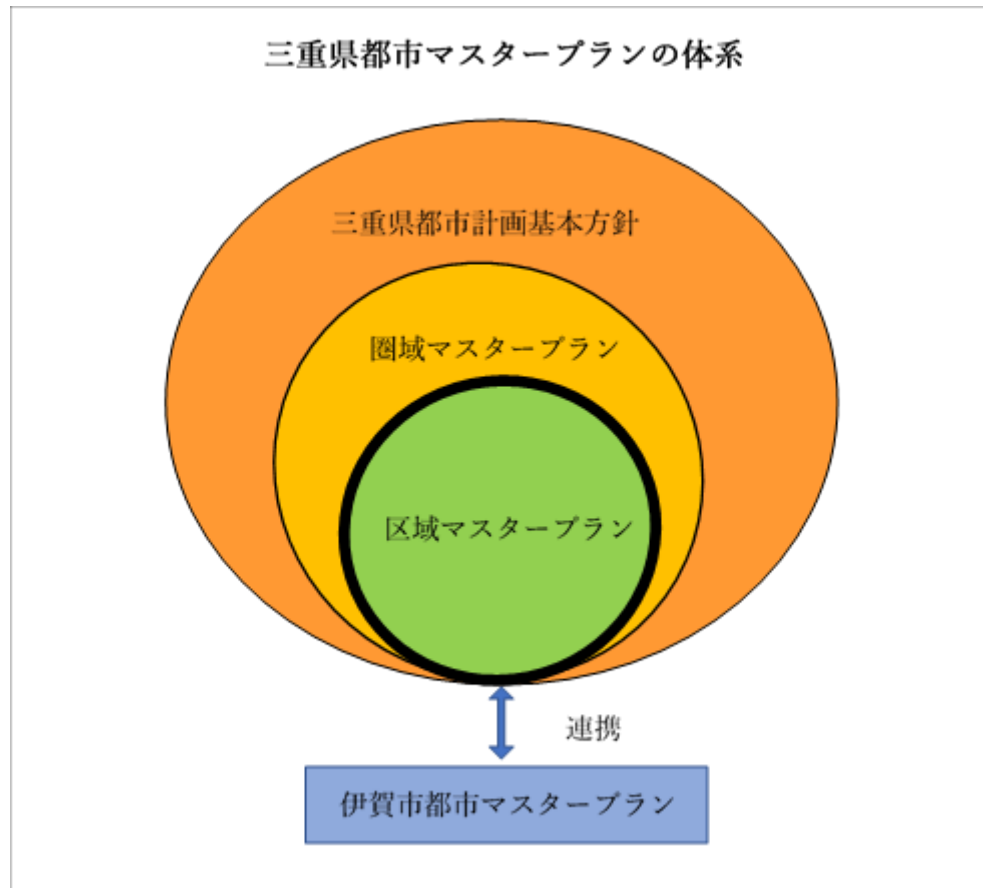 三重県都市マスタープランの体系
三重県都市計画基本方針
圏域マスタープラン
区域マスタープラン
連携
伊賀市都市マスタープラン